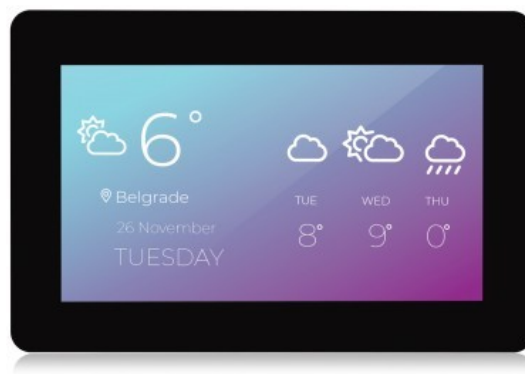 6°
Belgrade
26 November
TUESDAY
TUE WED THU
8° 9° 0°